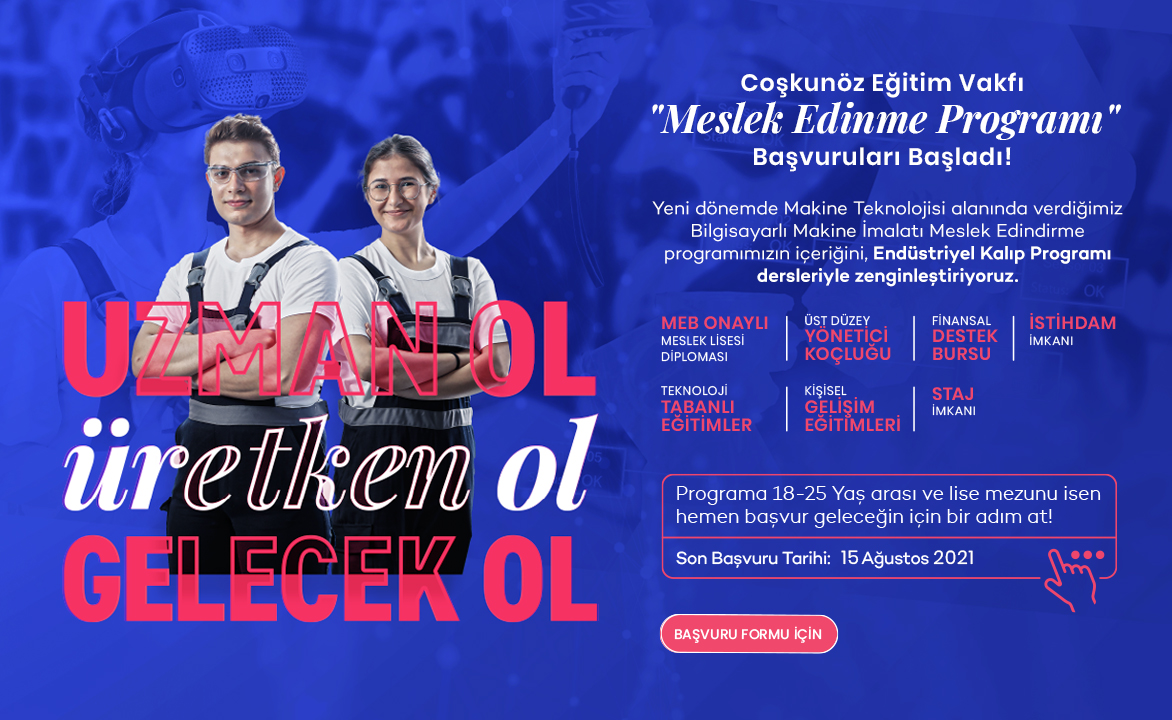 UZMAN OL
üretken ol
GELECEK OL
Coşkunöz Eğitim Vakfı
"Meslek Edinme Programı"
Başvuruları Başladı!
Yeni dönemde Makine Teknolojisi alanında verdiğimiz
Bilgisayarlı Makine İmalatı Meslek Edindirme
programımızın içeriğini, Endüstriyel Kalıp Programı
dersleriyle zenginleştiriyoruz.
MEB ONAYLI
MESLEK LİSESİ
DİPLOMASI
ÜST DÜZEY
YÖNETİCİ
KOÇLUĞU
FİNANSAL
DESTEK
BURSU
İSTİHDAM
İMKANI
TEKNOLOJİ
TABANLI
EĞİTİMLER
KİŞİSEL
GELİŞİM
EĞİTİMLERİ
STAJ
İMKANI
Programa 18-25 Yaş arası ve lise mezunu isen
hemen başvur geleceğin için bir adım at!
Son Başvuru Tarihi: 15 Ağustos 2021
BAŞVURU FORMU İÇİN